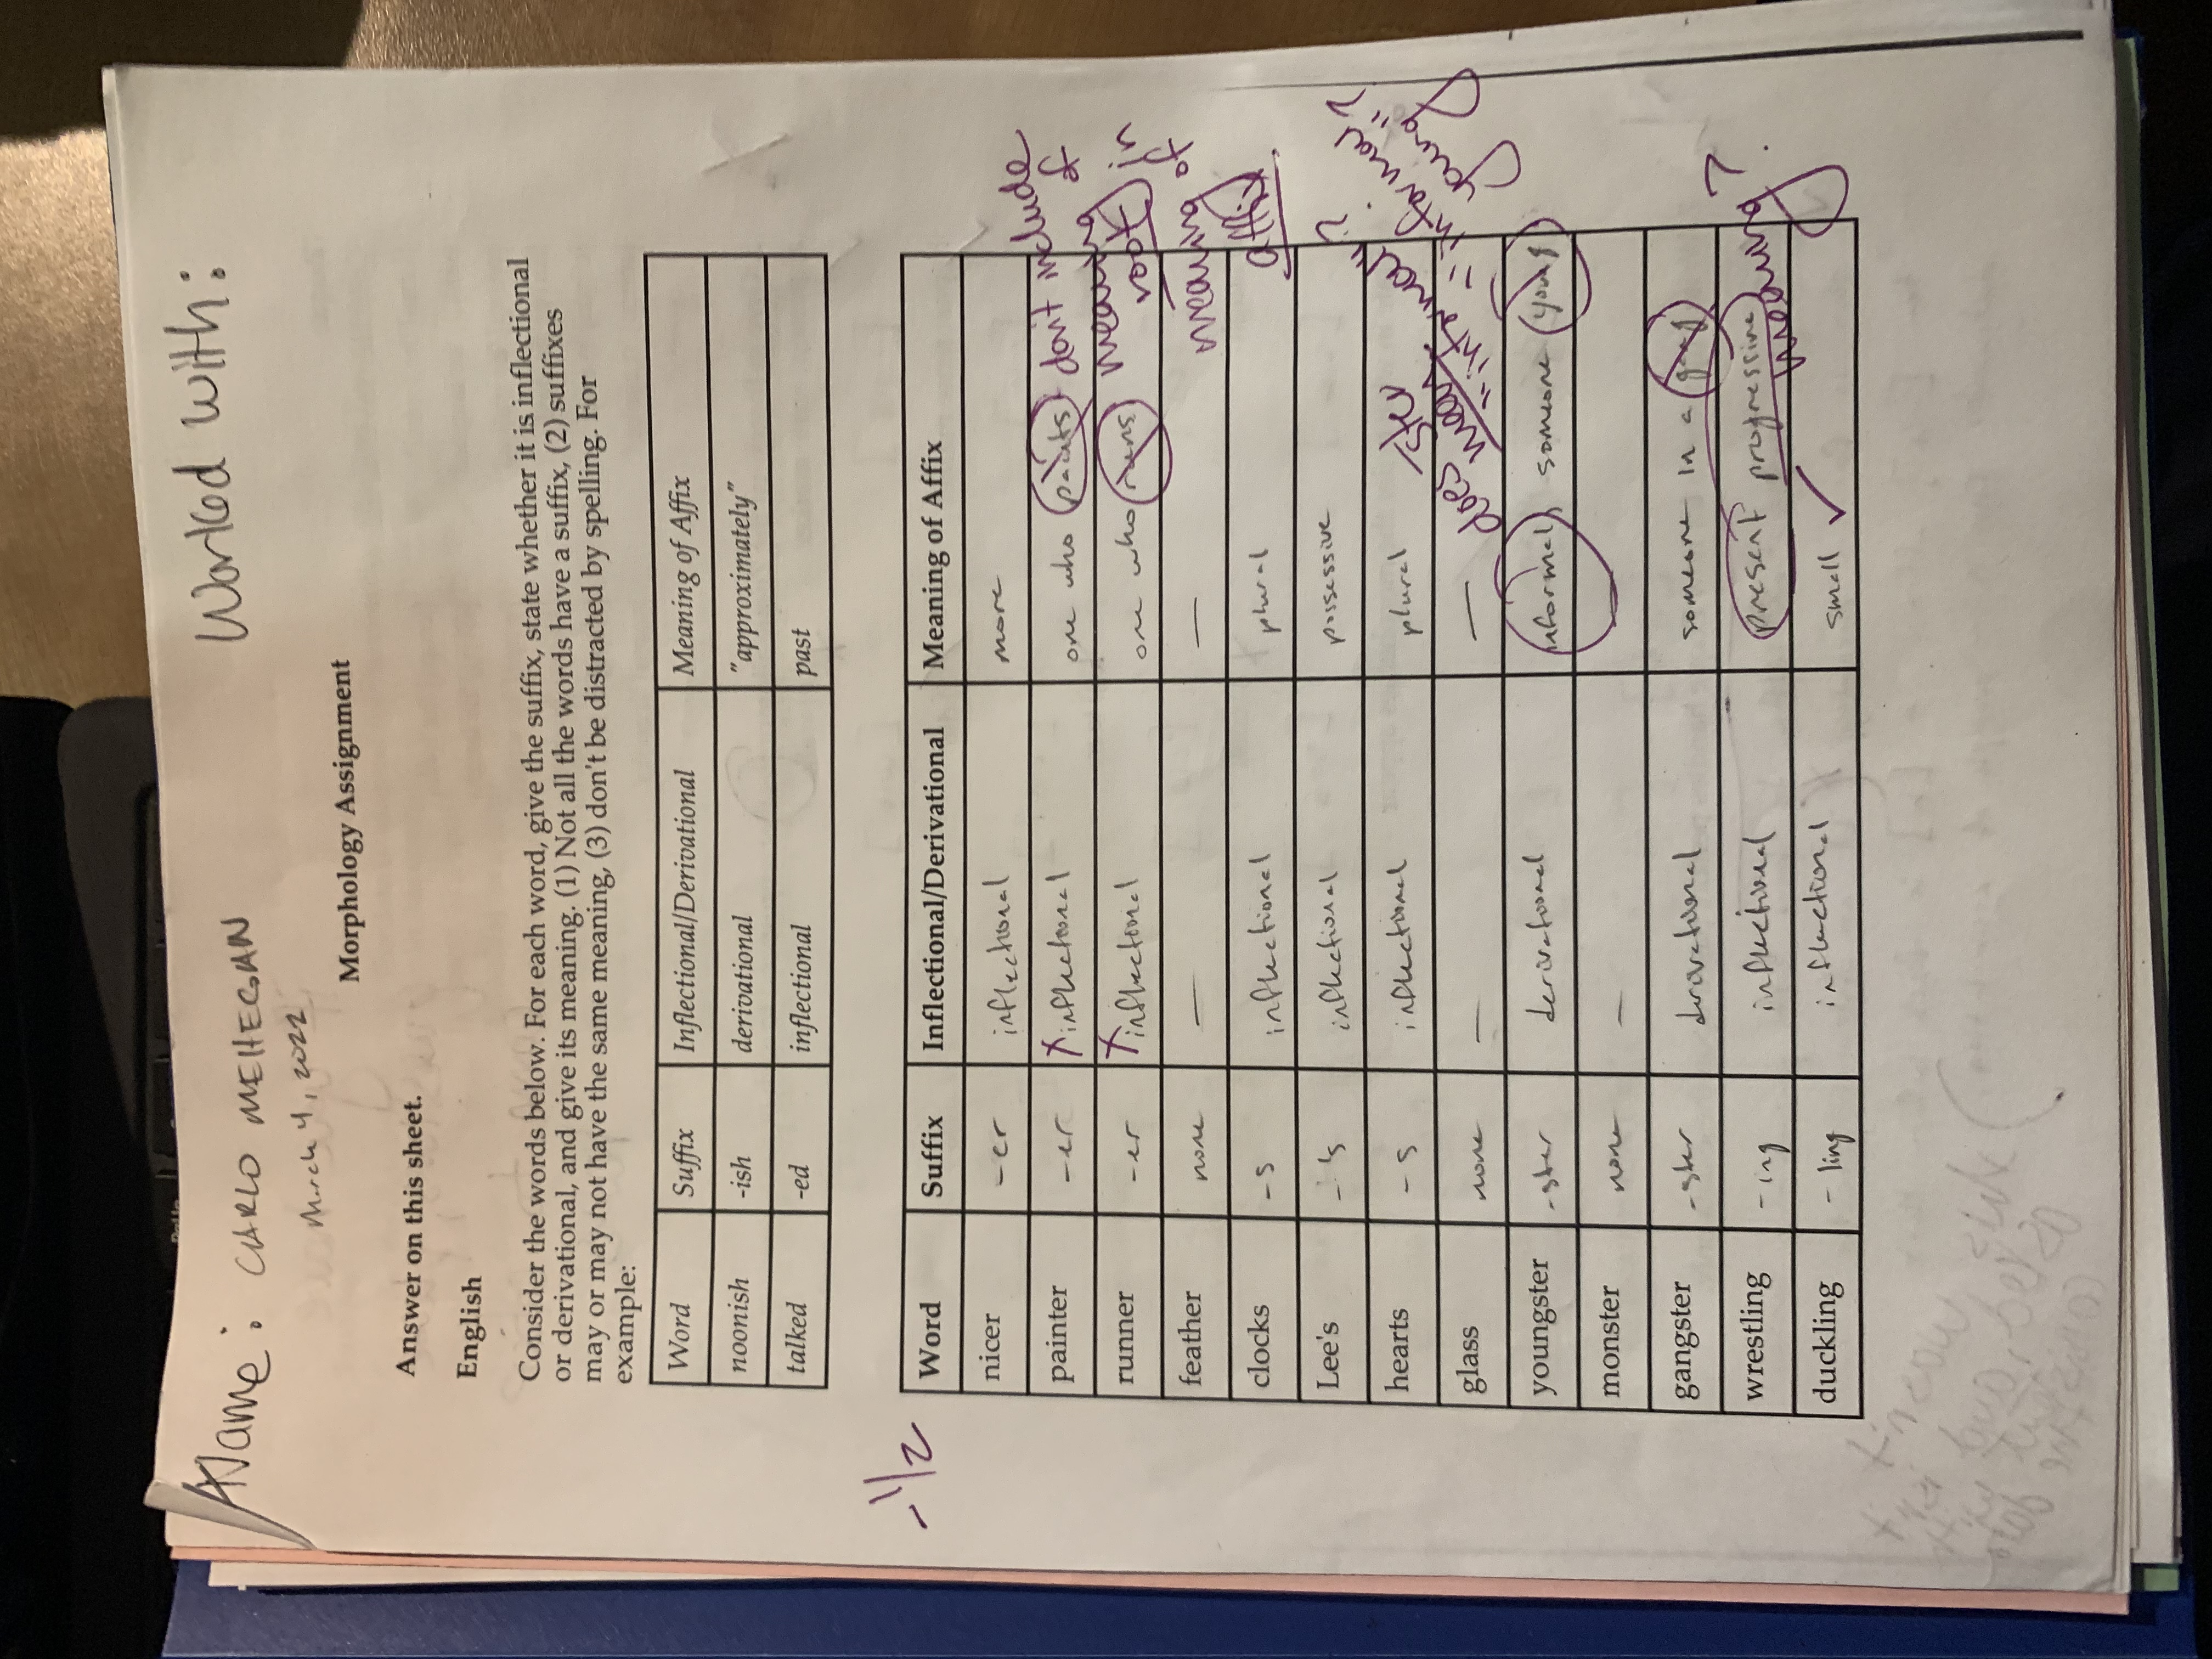 Name: CARLO MEHEGAN
Worked with:
March 4, 2022
Morphology Assignment
Answer on this sheet.
English
Consider the words below. For each word, give the suffix, state whether it is inflectional
or derivational, and give its meaning. (1) Not all the words have a suffix, (2) suffixes
may or may not have the same meaning, (3) don't be distracted by spelling. For
example:
Word Suffix Inflectional/Derivational Meaning of Affix
noonish -ish derivational "approximately"
talked -ed inflectional past
-1/2
Word Suffix Inflectional/Derivational Meaning of Affix
nicer -er inflectional more
painter -er x inflectional one who paints
runner -er x inflectional one who runs
don't include
meaning of
root in
meaning of
affix
feather none — —
clocks -s inflectional plural
Lee's -'s inflectional possessive
hearts -s inflectional plural
glass none — —
does -ster
mean
"informal"?
"informal
young"?
youngster -ster derivational informal, someone young
monster none — —
gangster -ster derivational someone in a gang
wrestling -ing inflectional present progressive
meaning?
duckling -ling inflectional small ✓